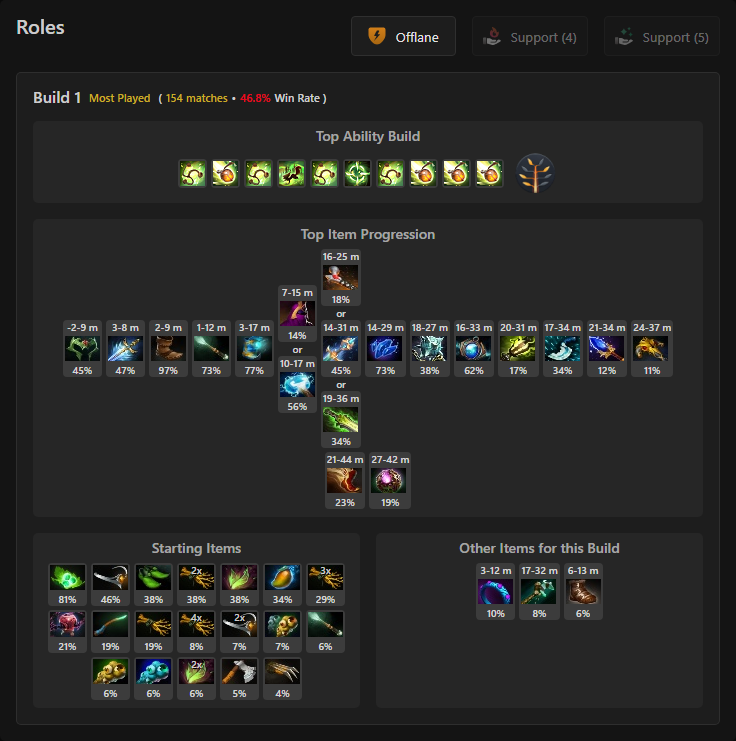 Roles
Offlane
Support (4)
Support (5)
Build 1 Most Played ( 154 matches • 46.8% Win Rate )
Top Ability Build
Top Item Progression
16-25 m
18%
or
7-15 m
14%
or
10-17 m
56%
-2-9 m 3-8 m 2-9 m 1-12 m 3-17 m 14-31 m 14-29 m 18-27 m 16-33 m 20-31 m 17-34 m 21-34 m 24-37 m
45% 47% 97% 73% 77% 45% 73% 38% 62% 17% 34% 12% 11%
or
19-36 m
34%
21-44 m 27-42 m
23% 19%
Starting Items
2x 3x
81% 46% 38% 38% 38% 34% 29%
4x 2x
21% 19% 19% 8% 7% 7% 6%
2x
6% 6% 6% 5% 4%
Other Items for this Build
3-12 m 17-32 m 6-13 m
10% 8% 6%